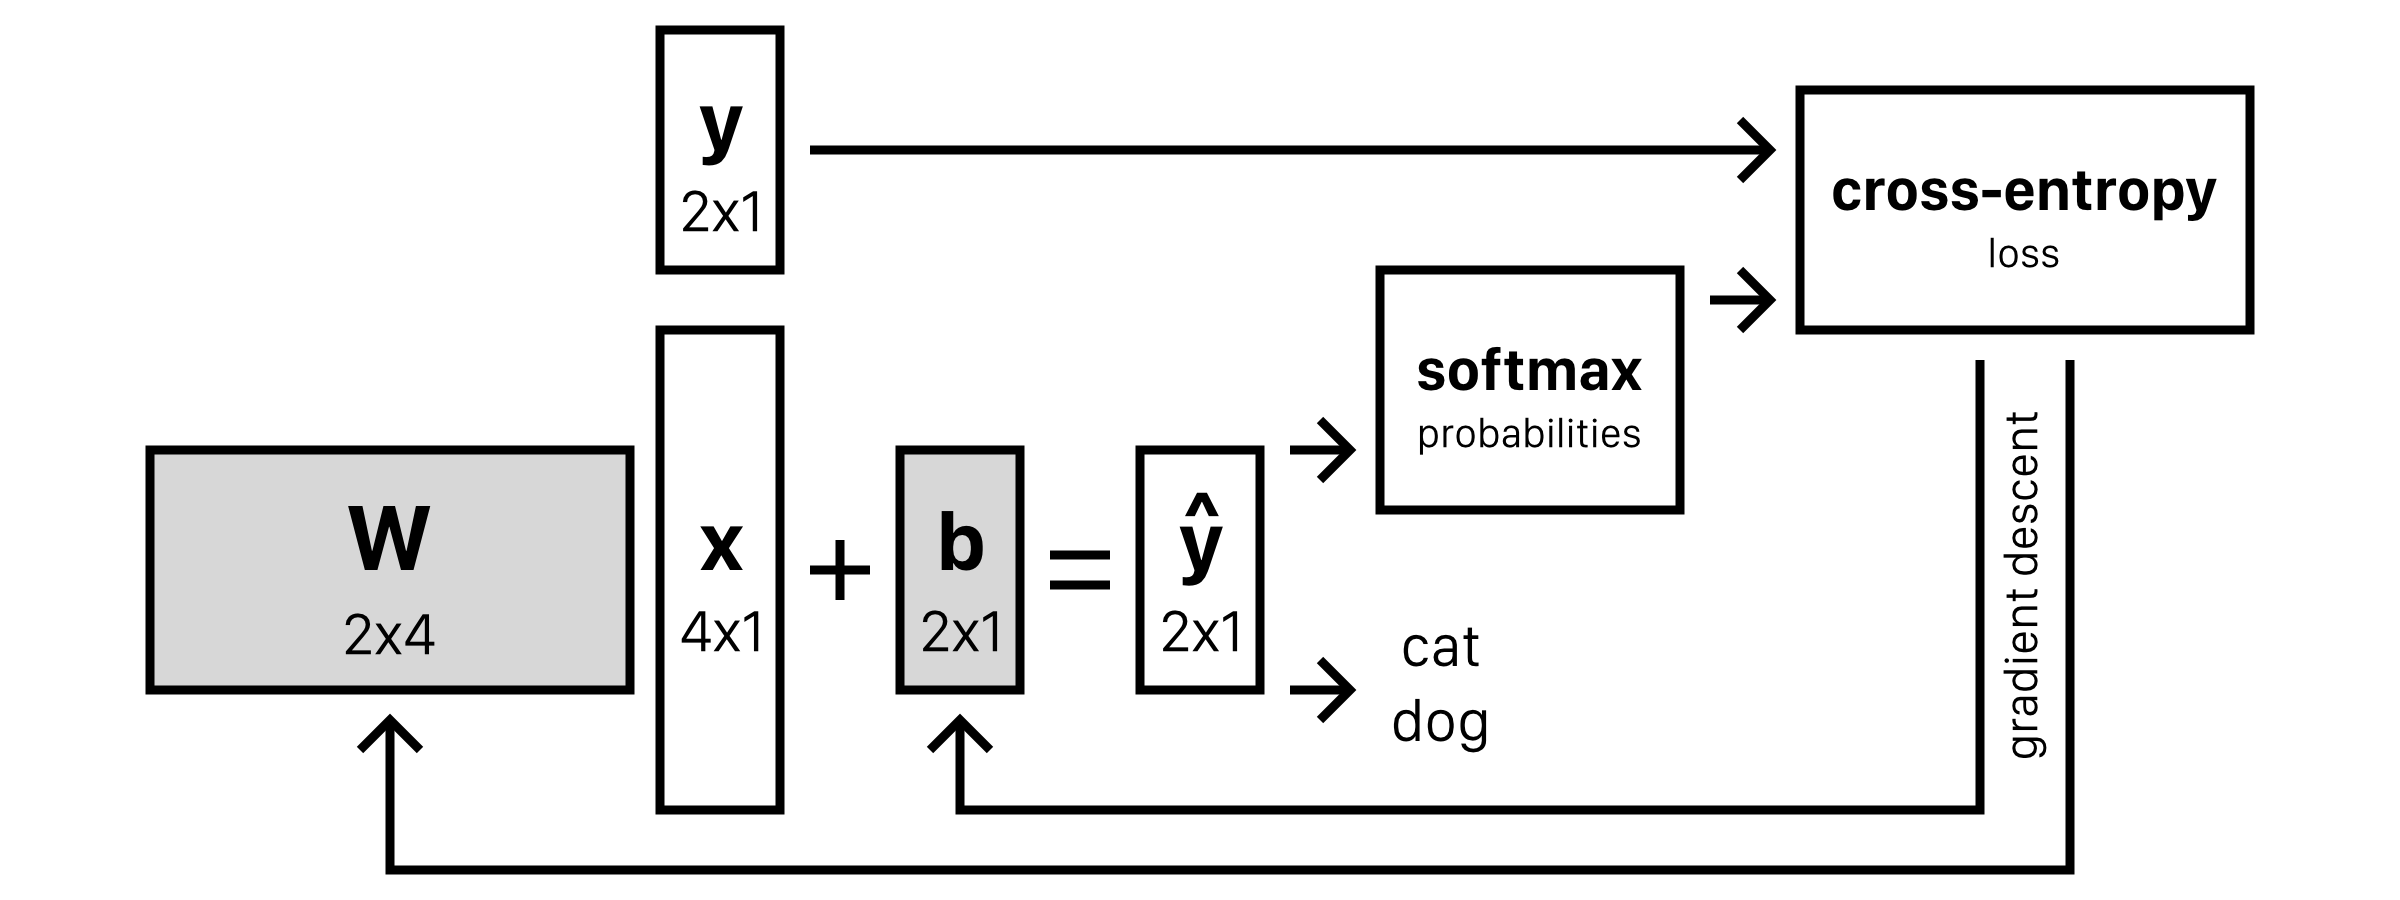 y
2x1
cross-entropy
loss
softmax
probabilities
W
2x4
x
4x1
+
b
2x1
=
ŷ
2x1
cat
dog
gradient descent